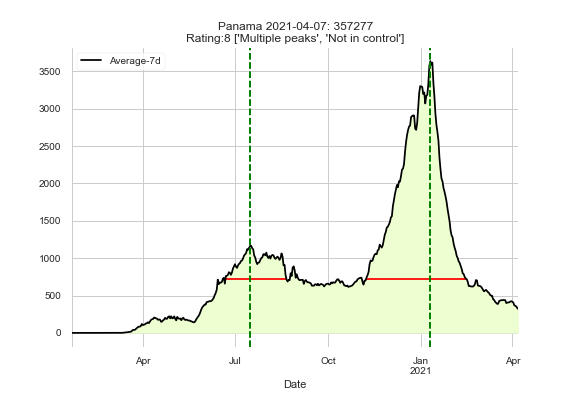 Panama 2021-04-07: 357277
Rating:8 ['Multiple peaks', 'Not in control']
Average-7d
3500
3000
2500
2000
1500
1000
500
0
Apr
Jul
Oct
Jan
2021
Apr
Date